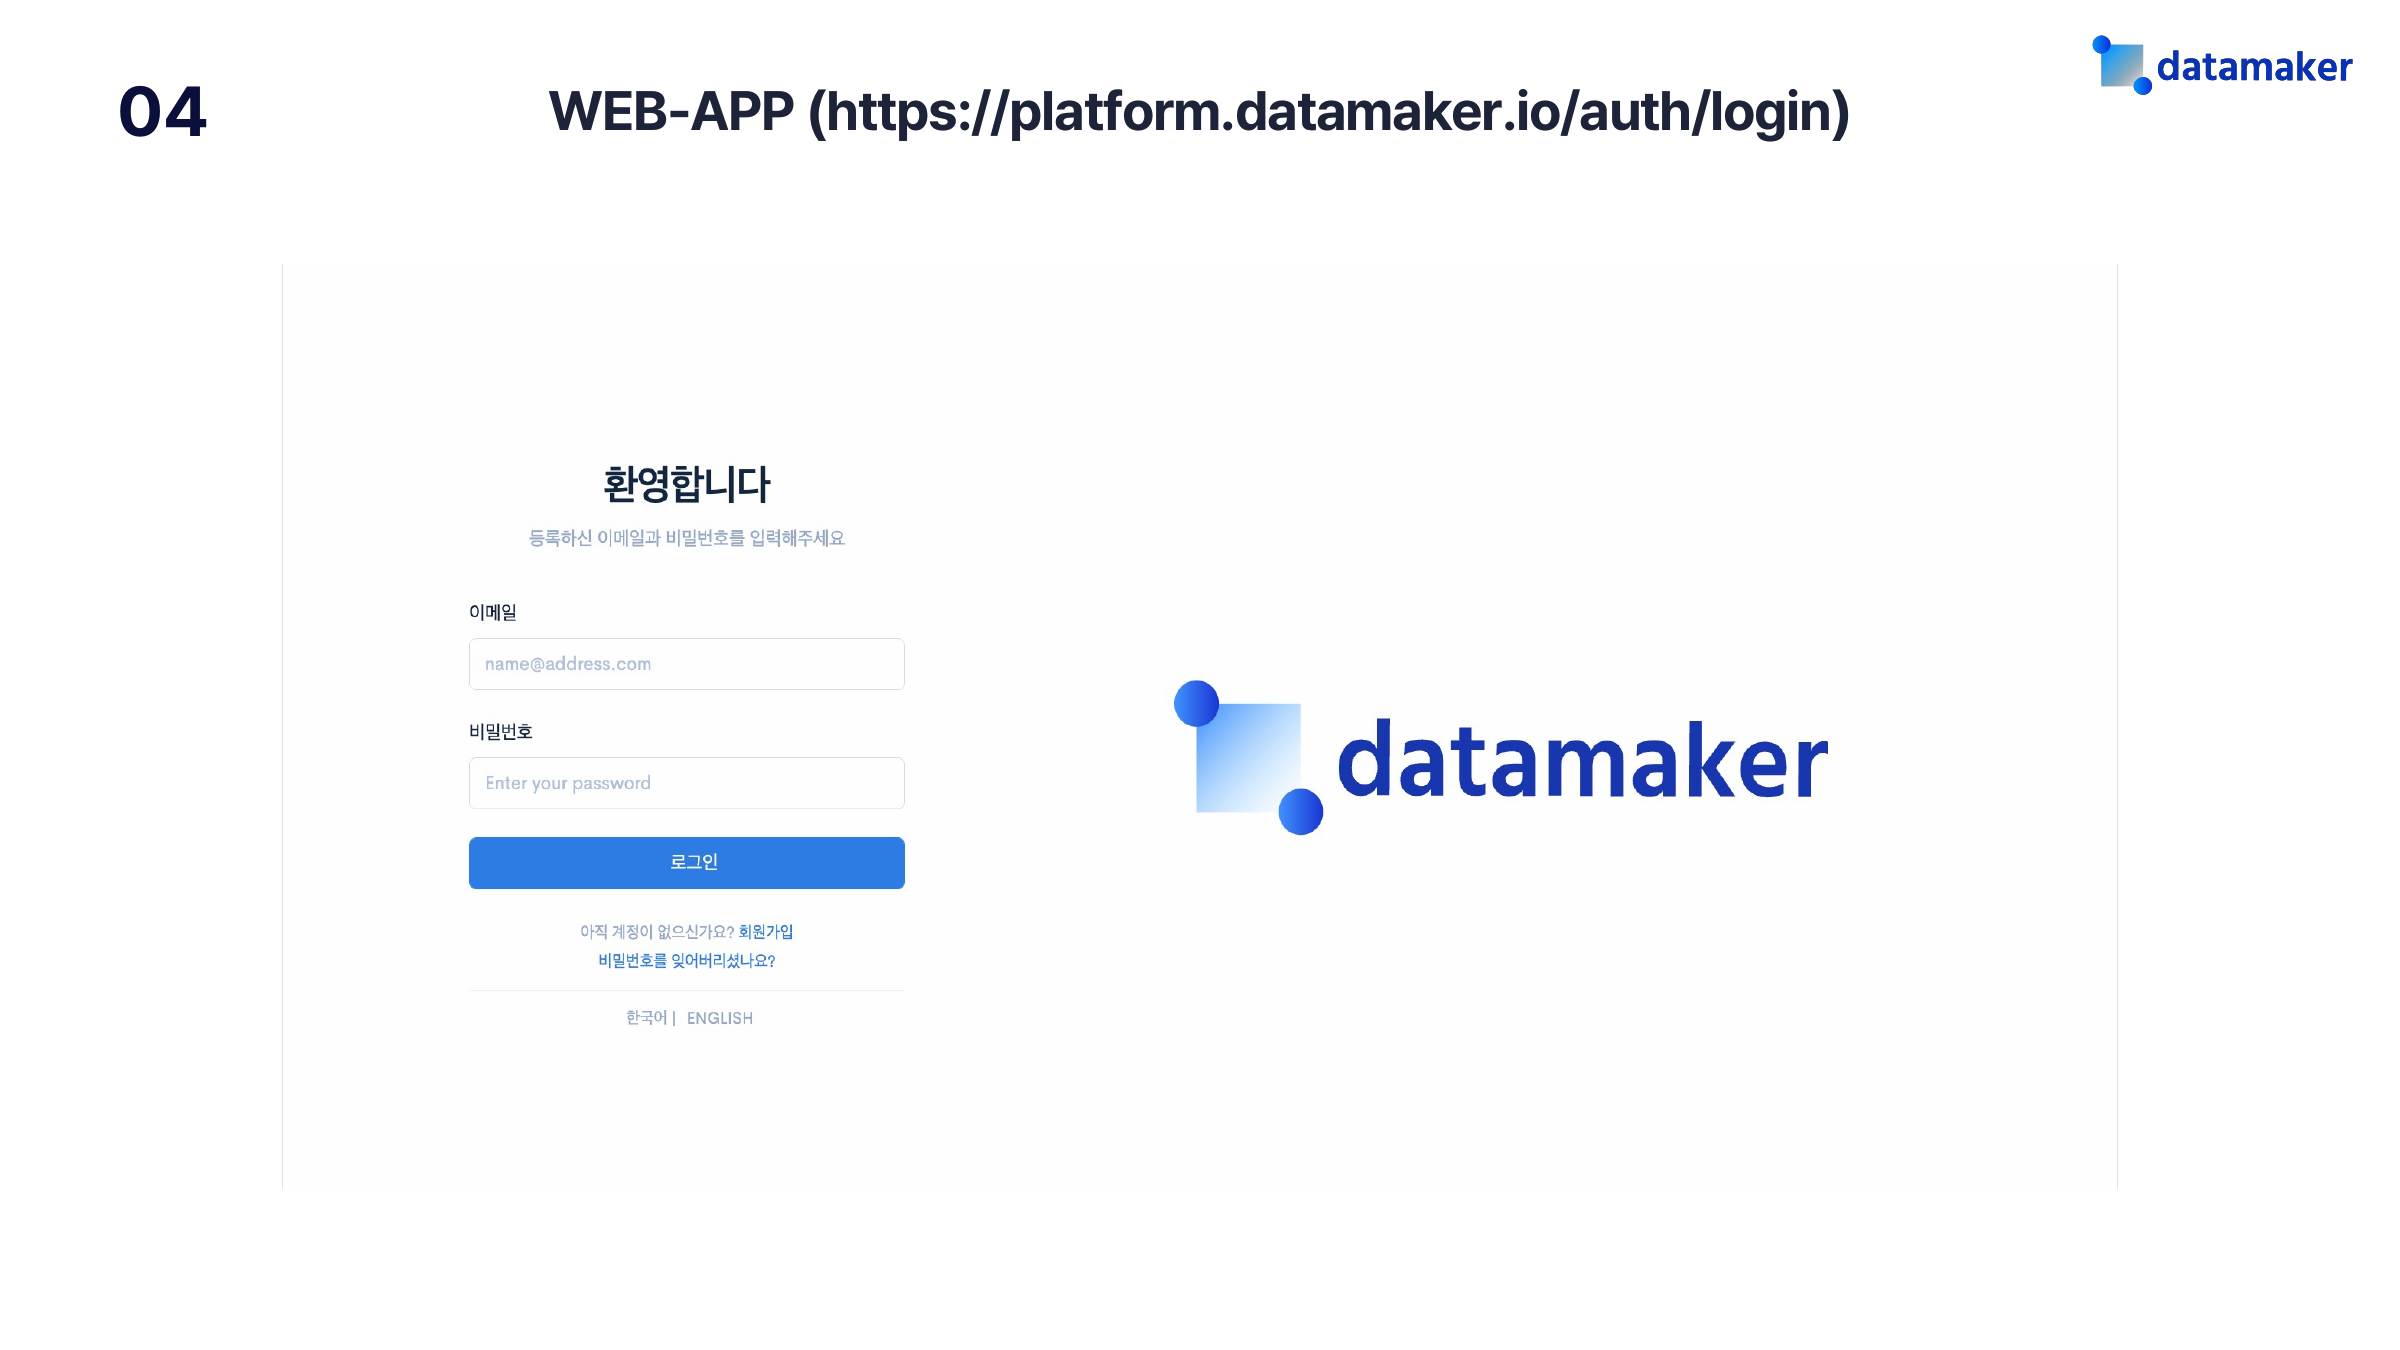 04
WEB-APP (https://platform.datamaker.io/auth/login)
datamaker
환영합니다
등록하신 이메일과 비밀번호를 입력해주세요
이메일
name@address.com
비밀번호
Enter your password
로그인
아직 계정이 없으신가요? 회원가입
비밀번호를 잊어버리셨나요?
한국어 | ENGLISH
datamaker